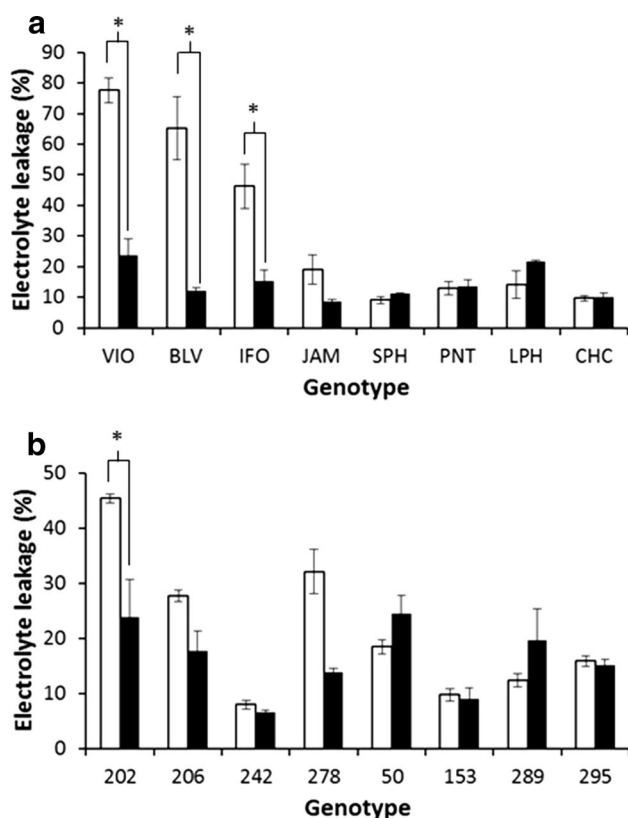 a
* * *
Electrolyte leakage (%)
90
80
70
60
50
40
30
20
10
0
VIO BLV IFO JAM SPH PNT LPH CHC
Genotype
b
*
Electrolyte leakage (%)
50
40
30
20
10
0
202 206 242 278 50 153 289 295
Genotype